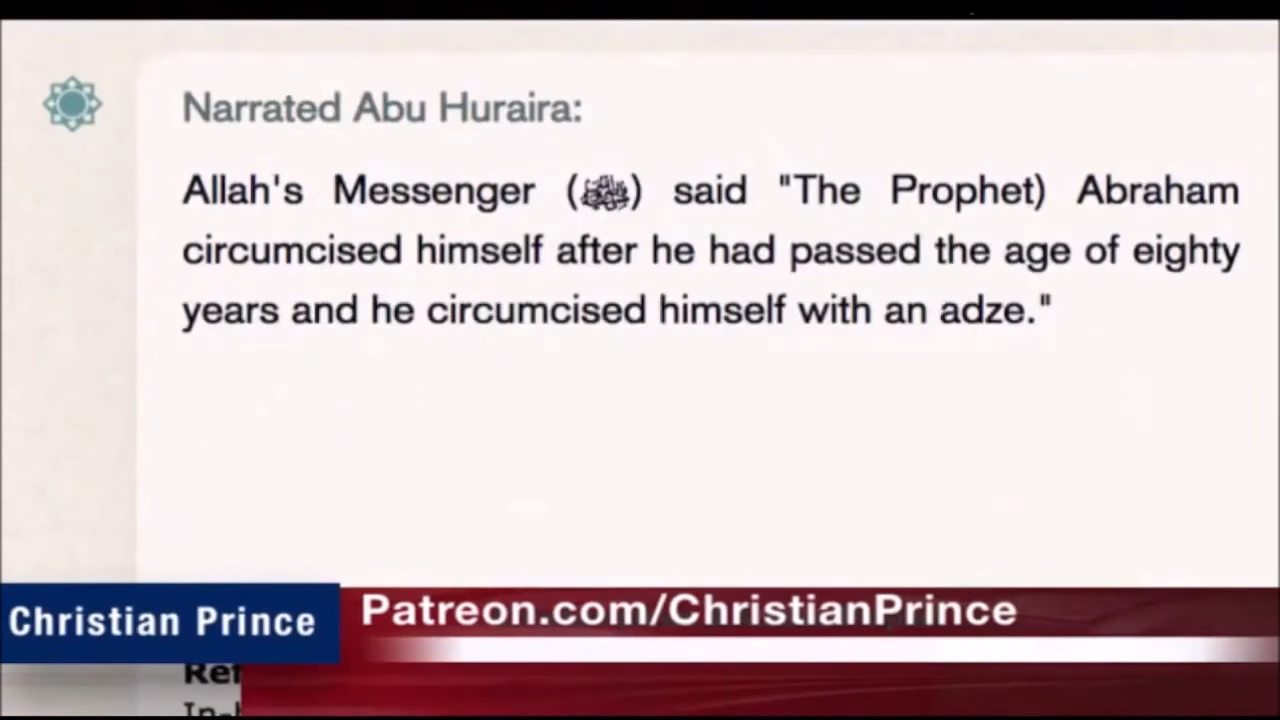 Narrated Abu Huraira:
Allah's Messenger (ﷺ) said "The Prophet) Abraham
circumcised himself after he had passed the age of eighty
years and he circumcised himself with an adze."
Patreon.com/ChristianPrince
Christian Prince